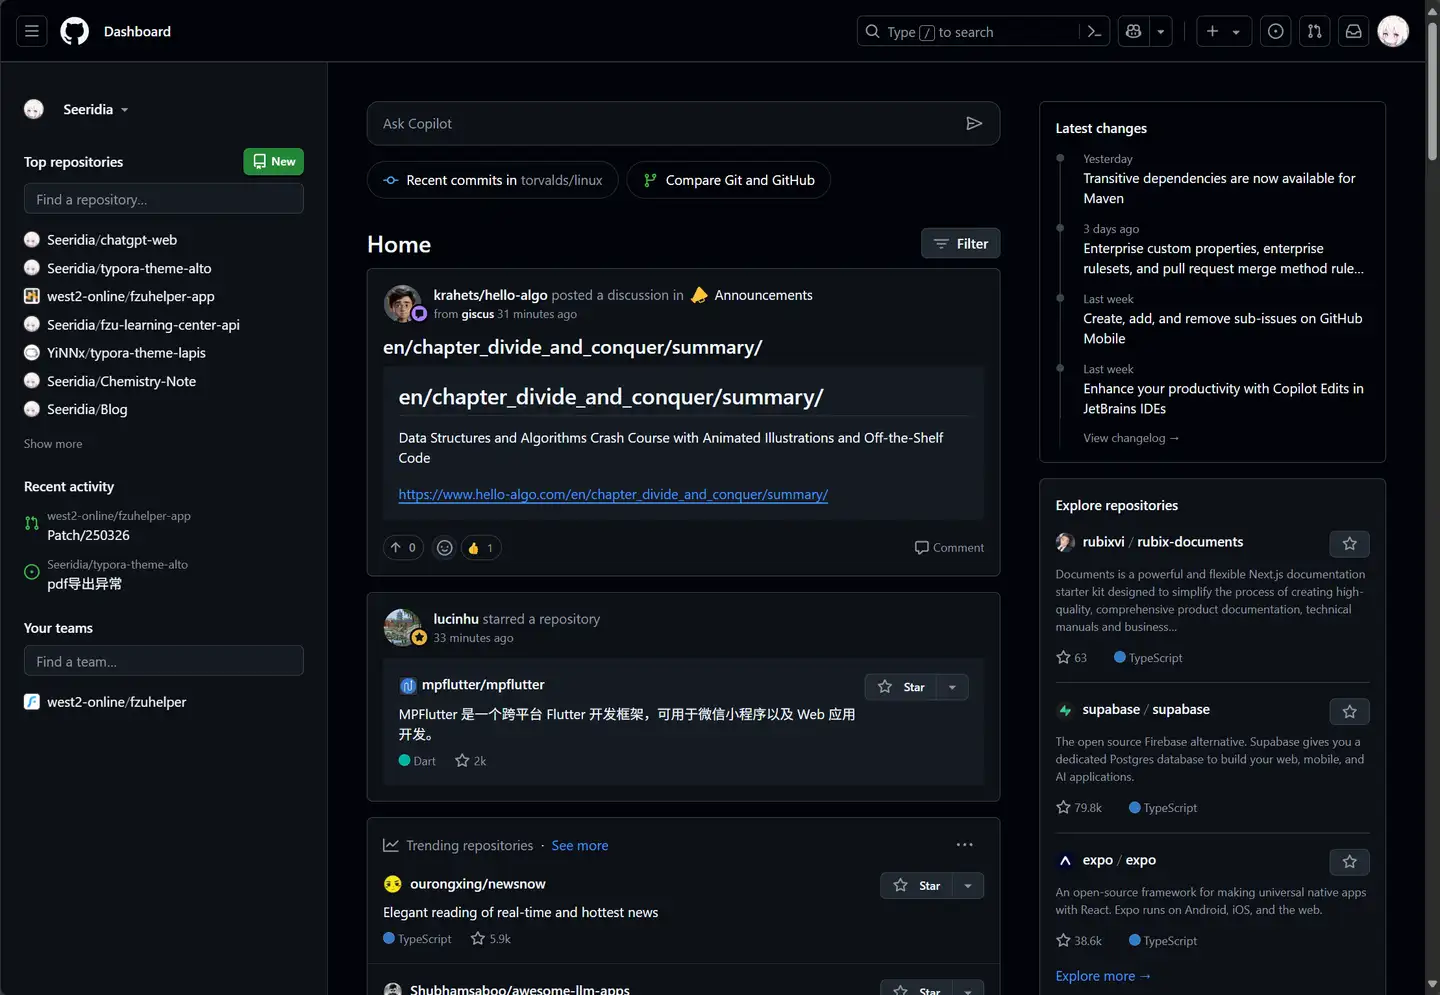 Dashboard
Type / to search
Seeridia
Top repositories
New
Find a repository...
Seeridia/chatgpt-web
Seeridia/typora-theme-alto
west2-online/fzuhelper-app
Seeridia/fzu-learning-center-api
YiNNx/typora-theme-lapis
Seeridia/Chemistry-Note
Seeridia/Blog
Show more
Recent activity
west2-online/fzuhelper-app
Patch/250326
Seeridia/typora-theme-alto
pdf导出异常
Your teams
Find a team...
west2-online/fzuhelper
Ask Copilot
Recent commits in torvalds/linux
Compare Git and GitHub
Home
Filter
krahets/hello-algo posted a discussion in Announcements
from giscus 31 minutes ago
en/chapter_divide_and_conquer/summary/
en/chapter_divide_and_conquer/summary/
Data Structures and Algorithms Crash Course with Animated Illustrations and Off-the-Shelf
Code
https://www.hello-algo.com/en/chapter_divide_and_conquer/summary/
0
1
Comment
lucinhu starred a repository
33 minutes ago
mpflutter/mpflutter
Star
MPFlutter 是一个跨平台 Flutter 开发框架，可用于微信小程序以及 Web 应用
开发。
Dart
2k
Trending repositories · See more
ourongxing/newsnow
Star
Elegant reading of real-time and hottest news
TypeScript
5.9k
Shubhamsaboo/awesome-llm-apps
Star
Latest changes
Yesterday
Transitive dependencies are now available for
Maven
3 days ago
Enterprise custom properties, enterprise
rulesets, and pull request merge method rule...
Last week
Create, add, and remove sub-issues on GitHub
Mobile
Last week
Enhance your productivity with Copilot Edits in
JetBrains IDEs
View changelog →
Explore repositories
rubixvi / rubix-documents
Documents is a powerful and flexible Next.js documentation
starter kit designed to simplify the process of creating high-
quality, comprehensive product documentation, technical
manuals and business...
63
TypeScript
supabase / supabase
The open source Firebase alternative. Supabase gives you a
dedicated Postgres database to build your web, mobile, and
AI applications.
79.8k
TypeScript
expo / expo
An open-source framework for making universal native apps
with React. Expo runs on Android, iOS, and the web.
38.6k
TypeScript
Explore more →